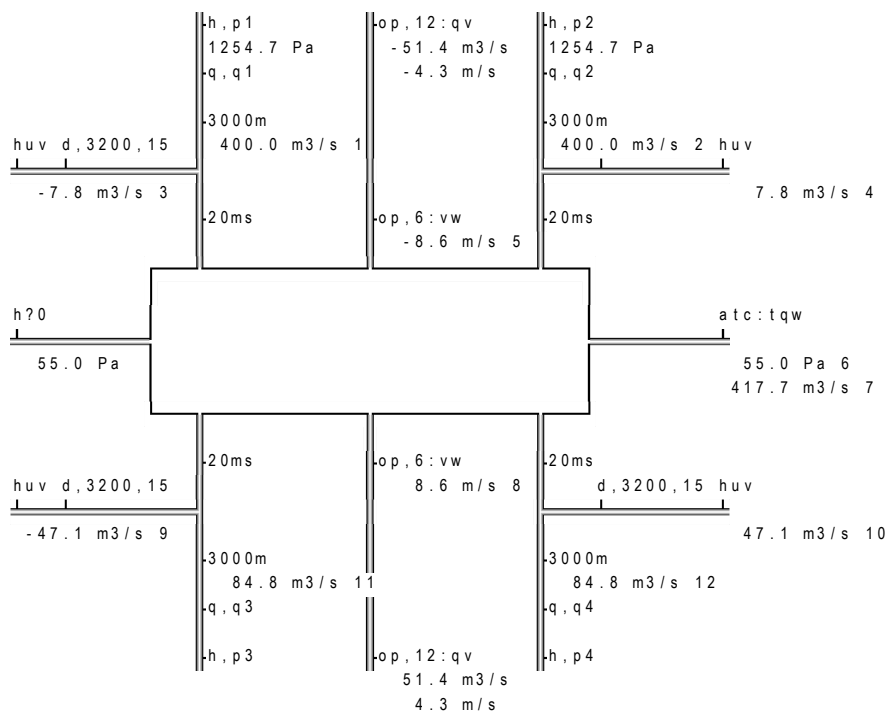 h,p1 op,12:qv h,p2
1254.7 Pa -51.4 m3/s 1254.7 Pa
q,q1 -4.3 m/s q,q2
3000m 3000m
huv d,3200,15 400.0 m3/s 1 400.0 m3/s 2 huv
-7.8 m3/s 3 7.8 m3/s 4
20ms op,6:vw 20ms
-8.6 m/s 5
h?0 atc:tqw
55.0 Pa 55.0 Pa 6
417.7 m3/s 7
20ms op,6:vw 20ms
huv d,3200,15 8.6 m/s 8 d,3200,15 huv
-47.1 m3/s 9 47.1 m3/s 10
3000m 3000m
84.8 m3/s 11 84.8 m3/s 12
q,q3 q,q4
h,p3 op,12:qv h,p4
51.4 m3/s
4.3 m/s